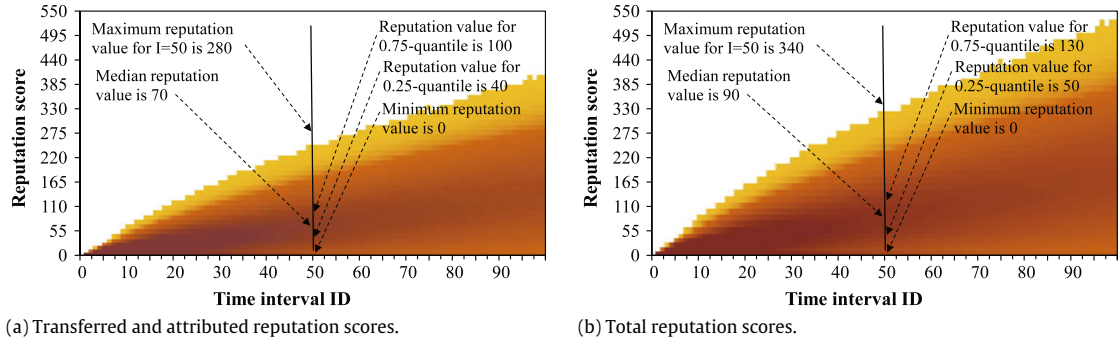 550
495
440
385
330
275
220
165
110
55
0
Reputation score
Maximum reputation
value for I=50 is 280
Median reputation
value is 70
Reputation value for
0.75-quantile is 100
Reputation value for
0.25-quantile is 40
Minimum reputation
value is 0
0 10 20 30 40 50 60 70 80 90
Time interval ID
(a) Transferred and attributed reputation scores.
550
495
440
385
330
275
220
165
110
55
0
Reputation score
Maximum reputation
value for I=50 is 340
Median reputation
value is 90
Reputation value for
0.75-quantile is 130
Reputation value for
0.25-quantile is 50
Minimum reputation
value is 0
0 10 20 30 40 50 60 70 80 90
Time interval ID
(b) Total reputation scores.